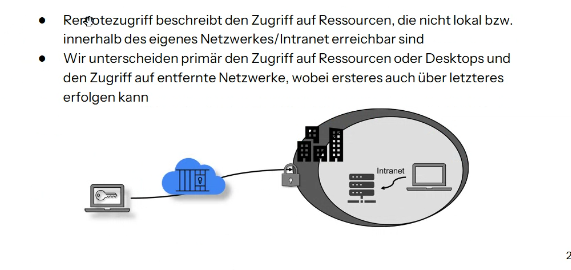 ● Remotezugriff beschreibt den Zugriff auf Ressourcen, die nicht lokal bzw.
innerhalb des eigenes Netzwerkes/Intranet erreichbar sind
● Wir unterscheiden primär den Zugriff auf Ressourcen oder Desktops und
den Zugriff auf entfernte Netzwerke, wobei ersteres auch über letzteres
erfolgen kann
Intranet
2